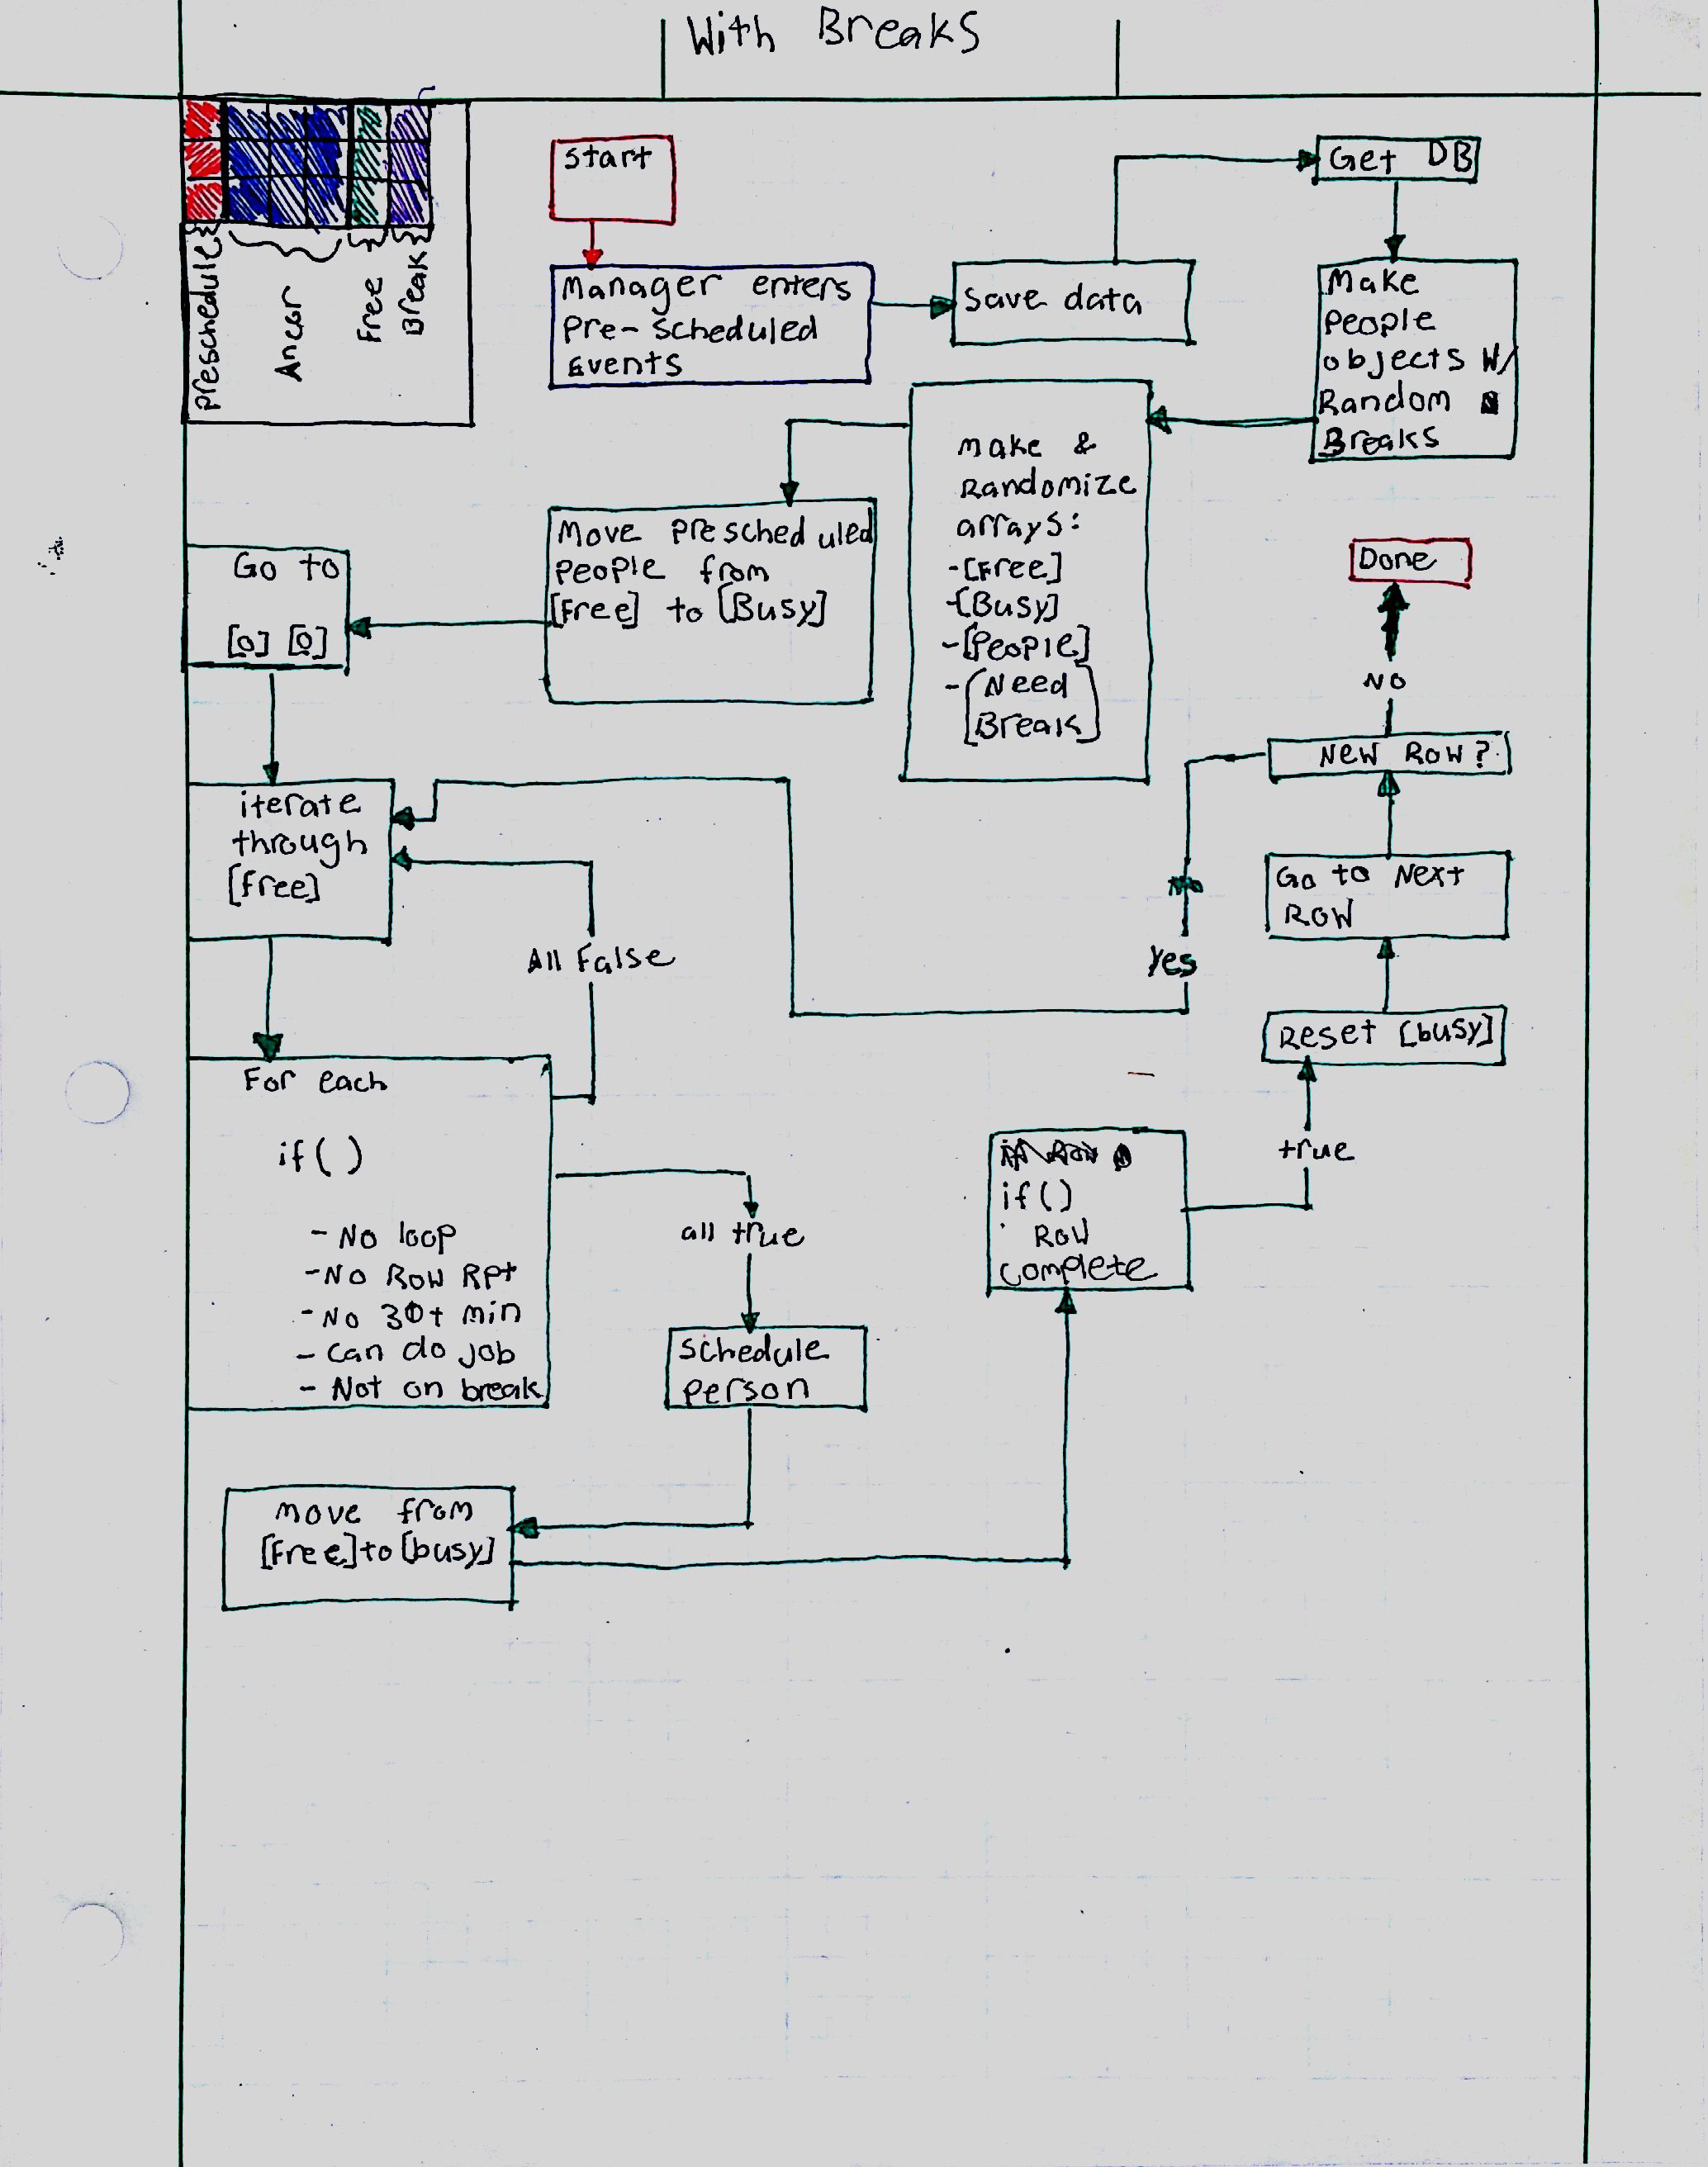 With Breaks
Preschedule
Ancor
Free
Break
start
Manager enters
Pre-scheduled
Events
save data
Get DB
Make
People
objects W/
Random
Breaks
make &
Randomize
arrays:
-[Free]
-[Busy]
-[People]
-[Need
Break]
Move Prescheduled
People from
[Free] to [Busy]
Go to
[0] [0]
Done
NO
New Row?
Go to Next
Row
Yes
Reset [busy]
true
iterate
through
[free]
All False
For each
if()
- No loop
- No Row Rpt
- No 30+ min
- Can do job
- Not on break
all true
schedule
person
if()
Row
complete
move from
[Free] to [busy]